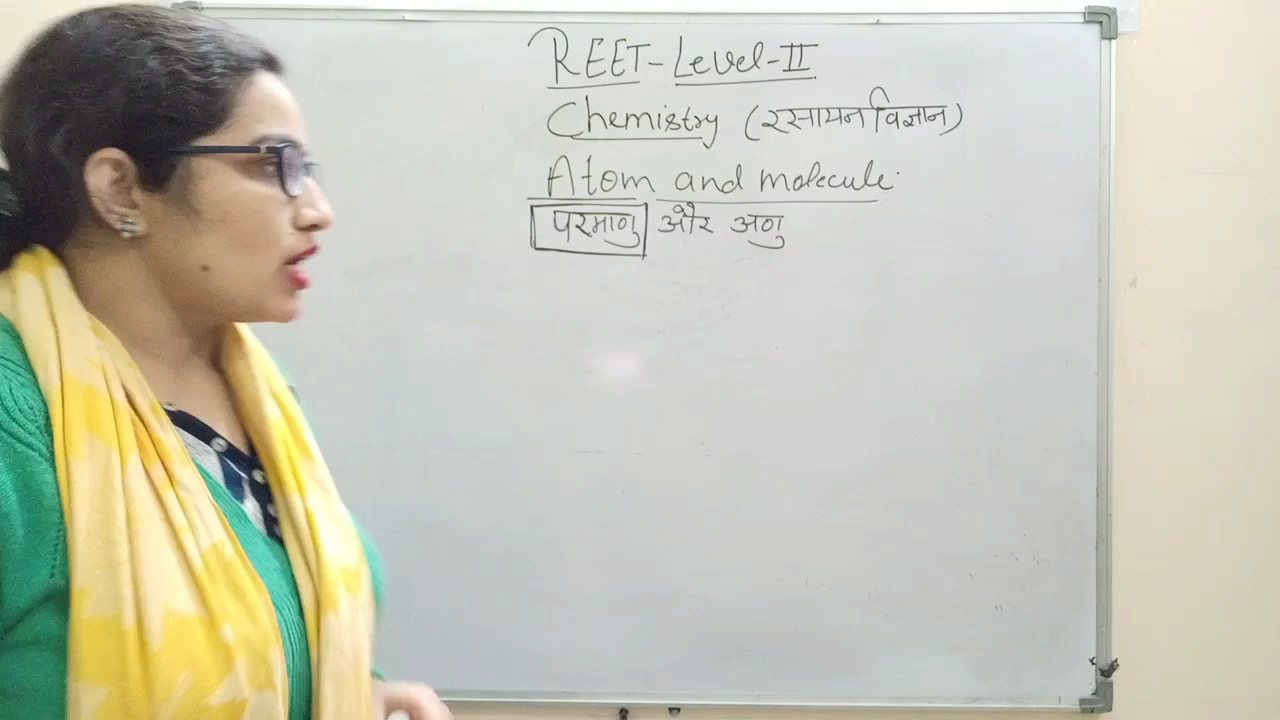 REET-Level-II
Chemistry (रसायन विज्ञान)
Atom and molecule.
परमाणु और अणु